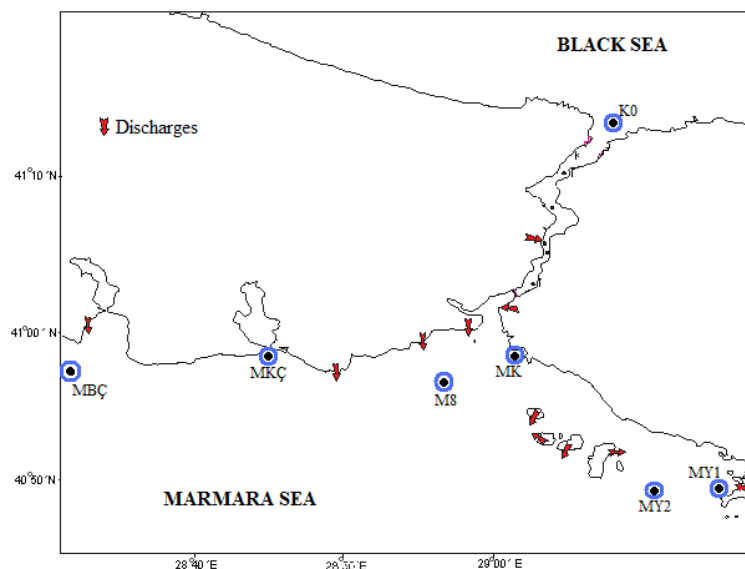 BLACK SEA
K0
Discharges
41°10'
41°00'N
MBÇ
MKÇ
M8
MK
MY1
40°50'N
MY2
MARMARA SEA
28°40'E
29°00'E